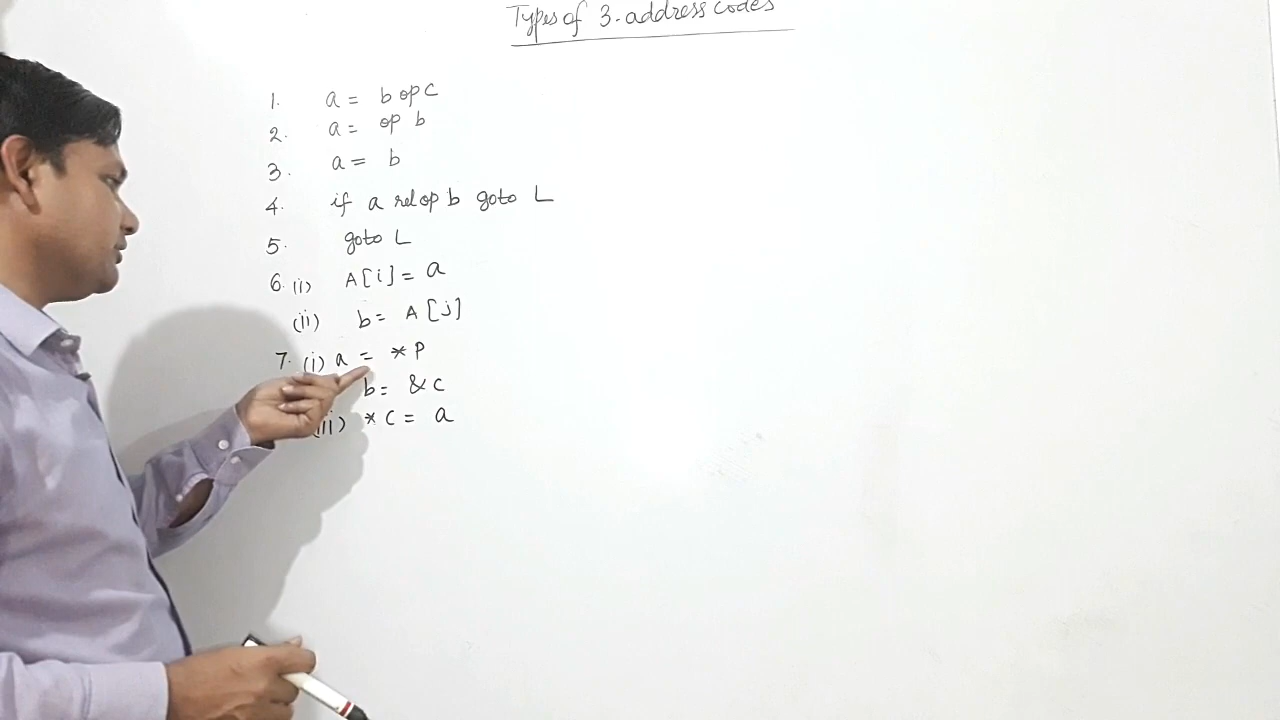 Types of 3-address codes
1. a = b op c
2. a = op b
3. a = b
4. if a relop b goto L
5. goto L
6. (i) A[i] = a
(ii) b = A[j]
7. (i) a = *P
b = &c
(iii) *c = a